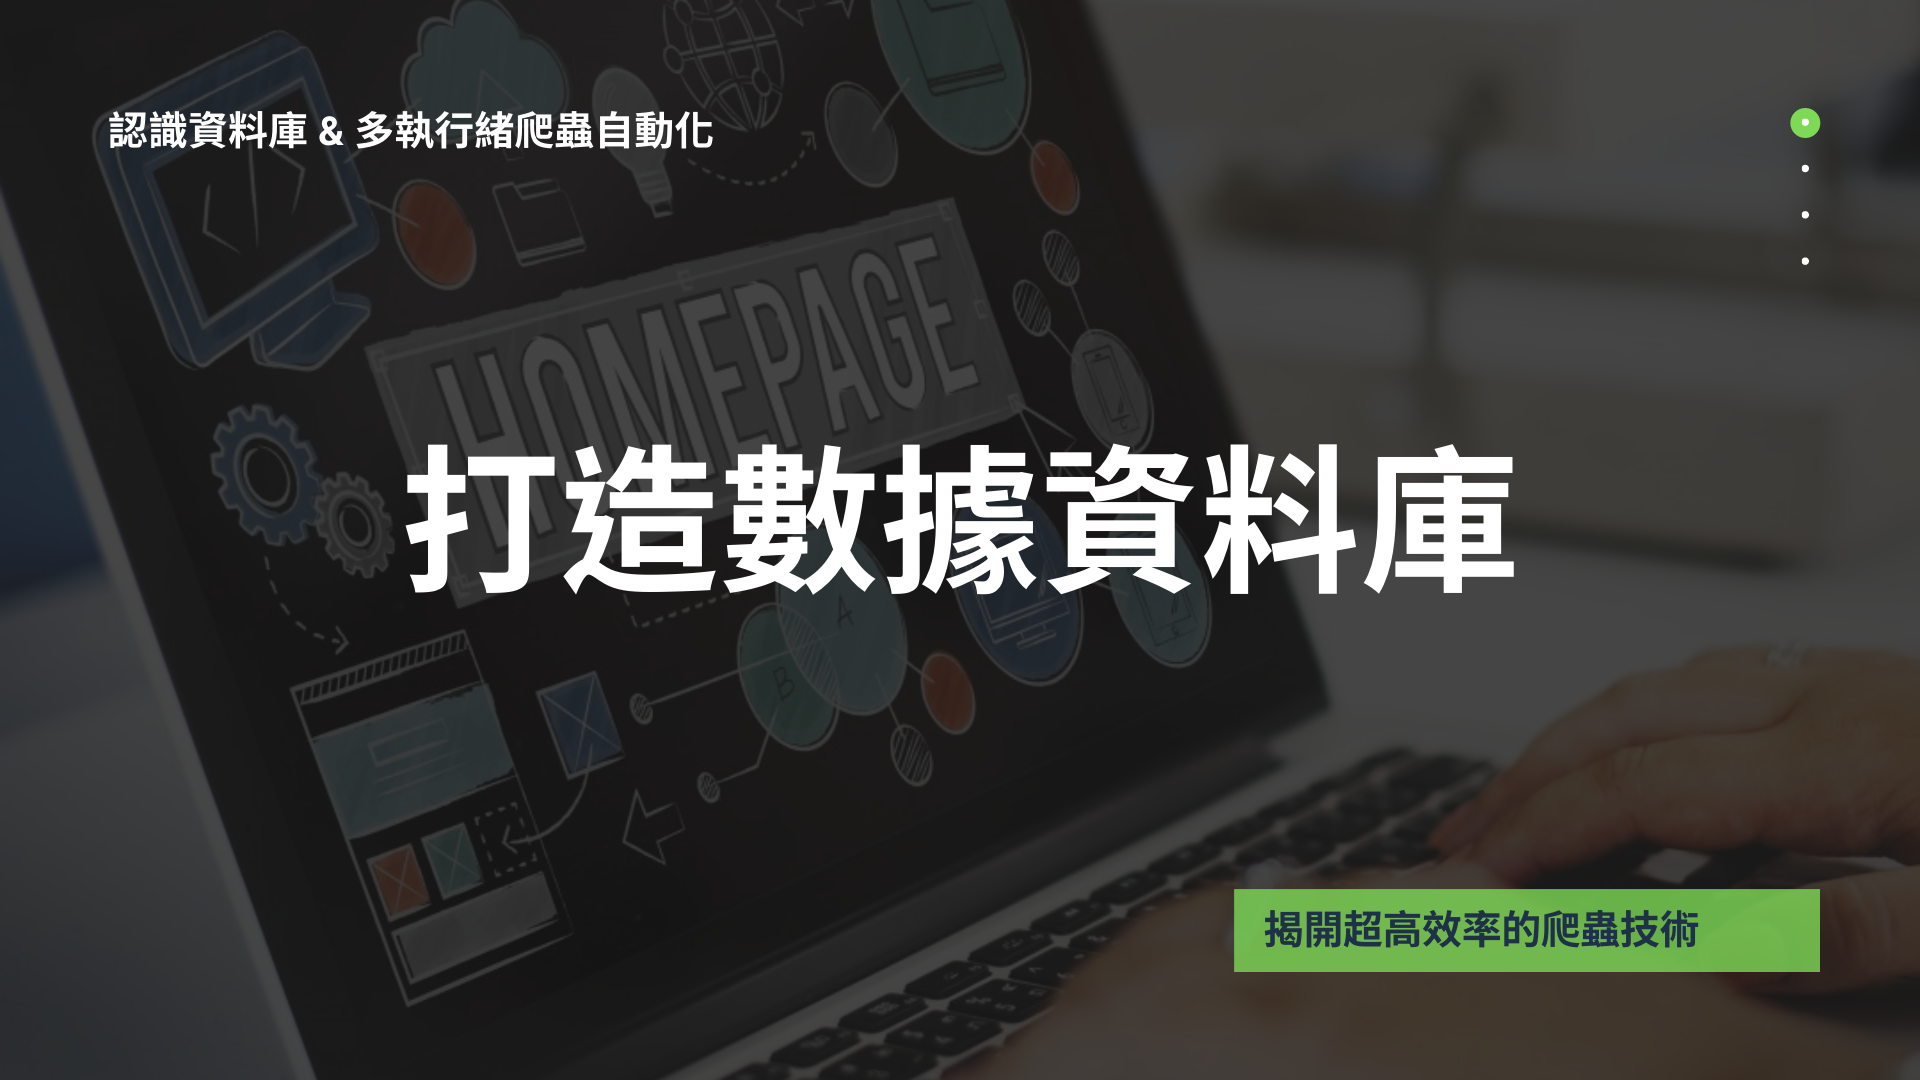 認識資料庫 & 多執行緒爬蟲自動化
HOMEPAGE
打造數據資料庫
A
B
揭開超高效率的爬蟲技術